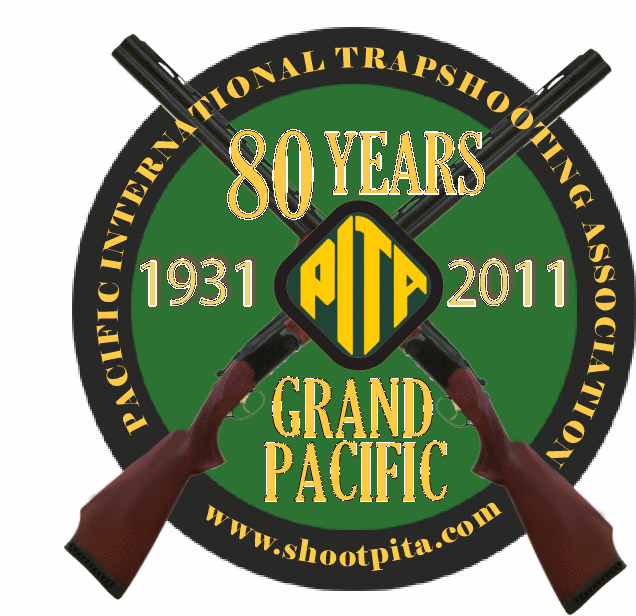 PACIFIC INTERNATIONAL TRAPSHOOTING ASSOCIATION
80 YEARS
1931 PITA 2011
GRAND
PACIFIC
www.shootpita.com